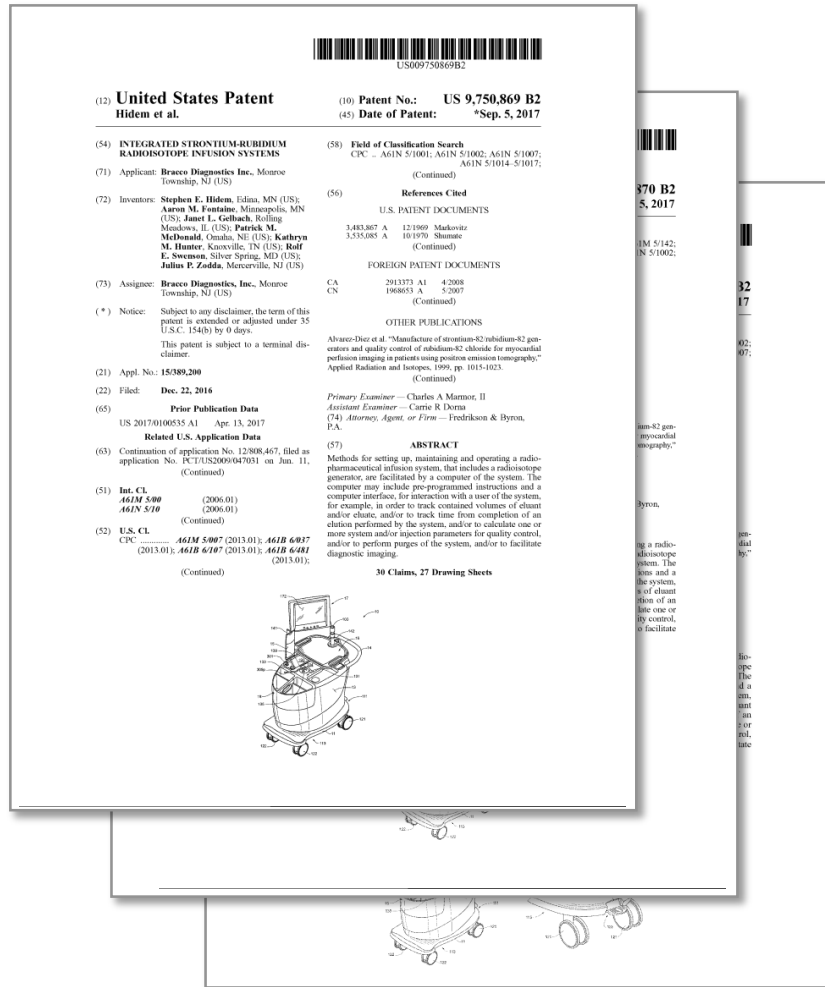 US009750869B2
(12) United States Patent
Hidem et al.
(10) Patent No.: US 9,750,869 B2
(45) Date of Patent: *Sep. 5, 2017
(54) INTEGRATED STRONTIUM-RUBIDIUM
RADIOISOTOPE INFUSION SYSTEMS
(71) Applicant: Bracco Diagnostics Inc., Monroe
Township, NJ (US)
(72) Inventors: Stephen E. Hidem, Edina, MN (US);
Aaron M. Fontaine, Minneapolis, MN
(US); Janet L. Gelbach, Rolling
Meadows, IL (US); Patrick M.
McDonald, Omaha, NE (US); Kathryn
M. Hunter, Knoxville, TN (US); Rolf
E. Swenson, Silver Spring, MD (US);
Julius P. Zodda, Mercerville, NJ (US)
(73) Assignee: Bracco Diagnostics, Inc., Monroe
Township, NJ (US)
( * ) Notice: Subject to any disclaimer, the term of this
patent is extended or adjusted under 35
U.S.C. 154(b) by 0 days.
This patent is subject to a terminal dis-
claimer.
(21) Appl. No.: 15/389,200
(22) Filed: Dec. 22, 2016
(65) Prior Publication Data
US 2017/0100535 A1 Apr. 13, 2017
Related U.S. Application Data
(63) Continuation of application No. 12/808,467, filed as
application No. PCT/US2009/047031 on Jun. 11,
(Continued)
(51) Int. Cl.
A61M 5/00 (2006.01)
A61N 5/10 (2006.01)
(Continued)
(52) U.S. Cl.
CPC ............. A61M 5/007 (2013.01); A61B 6/037
(2013.01); A61B 6/107 (2013.01); A61B 6/481
(2013.01);
(Continued)
(58) Field of Classification Search
CPC .. A61N 5/1001; A61N 5/1002; A61N 5/1007;
A61N 5/1014–5/1017;
(Continued)
(56) References Cited
U.S. PATENT DOCUMENTS
3,483,867 A 12/1969 Markovitz
3,535,085 A 10/1970 Shumate
(Continued)
FOREIGN PATENT DOCUMENTS
CA 2913373 A1 4/2008
CN 1968653 A 5/2007
(Continued)
OTHER PUBLICATIONS
Alvarez-Diez et al. “Manufacture of strontium-82/rubidium-82 gen-
erators and quality control of rubidium-82 chloride for myocardial
perfusion imaging in patients using positron emission tomography,”
Applied Radiation and Isotopes, 1999, pp. 1015-1023.
(Continued)
Primary Examiner — Charles A Marmor, II
Assistant Examiner — Carrie R Dorna
(74) Attorney, Agent, or Firm — Fredrikson & Byron,
P.A.
(57) ABSTRACT
Methods for setting up, maintaining and operating a radio-
pharmaceutical infusion system, that includes a radioisotope
generator, are facilitated by a computer of the system. The
computer may include pre-programmed instructions and a
computer interface, for interaction with a user of the system,
for example, in order to track contained volumes of eluant
and/or eluate, and/or to track time from completion of an
elution performed by the system, and/or to calculate one or
more system and/or injection parameters for quality control,
and/or to perform purges of the system, and/or to facilitate
diagnostic imaging.
30 Claims, 27 Drawing Sheets
870 B2
5, 2017